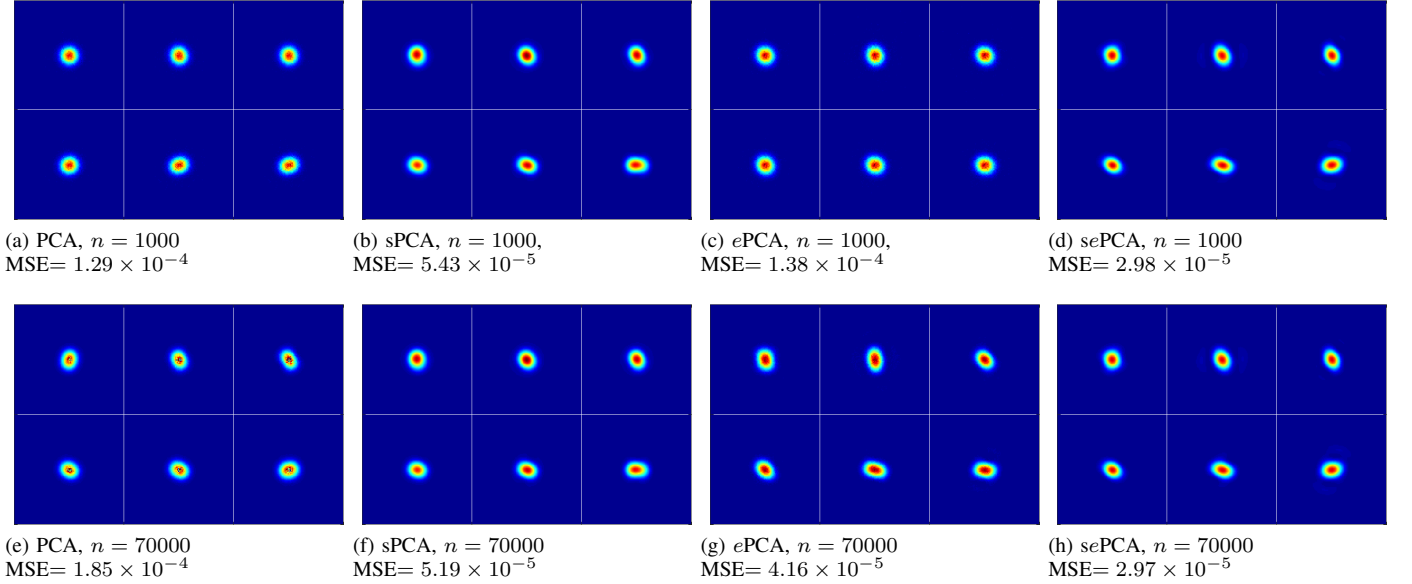 (a) PCA, n = 1000
MSE= 1.29 × 10⁻⁴
(b) sPCA, n = 1000,
MSE= 5.43 × 10⁻⁵
(c) ePCA, n = 1000,
MSE= 1.38 × 10⁻⁴
(d) sePCA, n = 1000
MSE= 2.98 × 10⁻⁵
(e) PCA, n = 70000
MSE= 1.85 × 10⁻⁴
(f) sPCA, n = 70000
MSE= 5.19 × 10⁻⁵
(g) ePCA, n = 70000
MSE= 4.16 × 10⁻⁵
(h) sePCA, n = 70000
MSE= 2.97 × 10⁻⁵